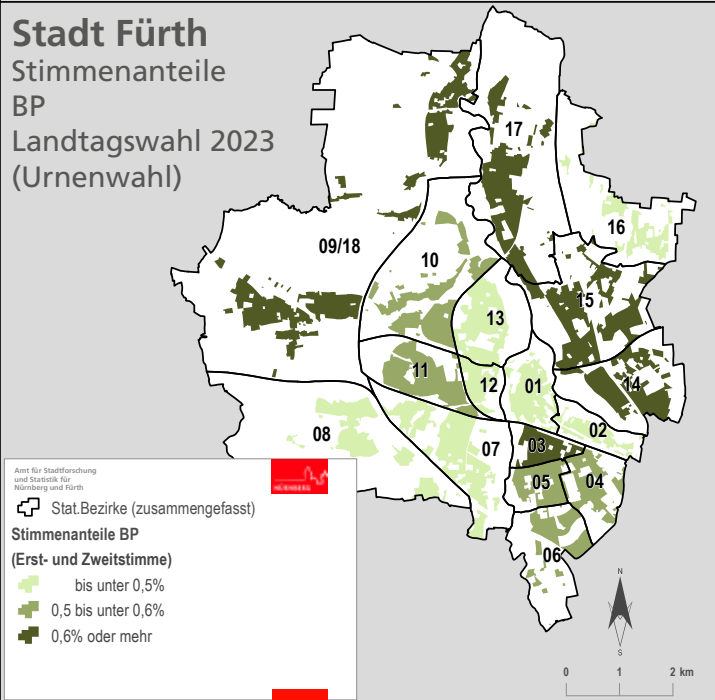 Stadt Fürth
Stimmenanteile
BP
Landtagswahl 2023
(Urnenwahl)
17
16
09/18
10
15
13
11
12
01
14
02
08
07
03
05
04
06
Amt für Stadtforschung
und Statistik für
Nürnberg und Fürth
NÜRNBERG
Stat.Bezirke (zusammengefasst)
Stimmenanteile BP
(Erst- und Zweitstimme)
bis unter 0,5%
0,5 bis unter 0,6%
0,6% oder mehr
N
S
0 1 2 km